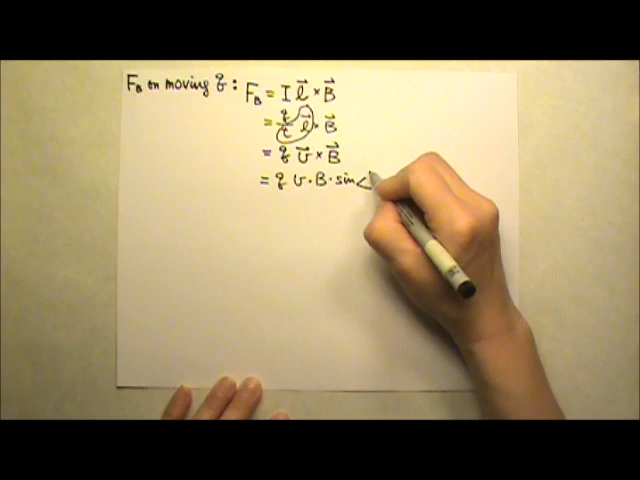 F_B on moving q : F_B = I l⃗ × B⃗
= q/t l⃗ × B⃗
= q v⃗ × B⃗
= q v · B · sin ∠